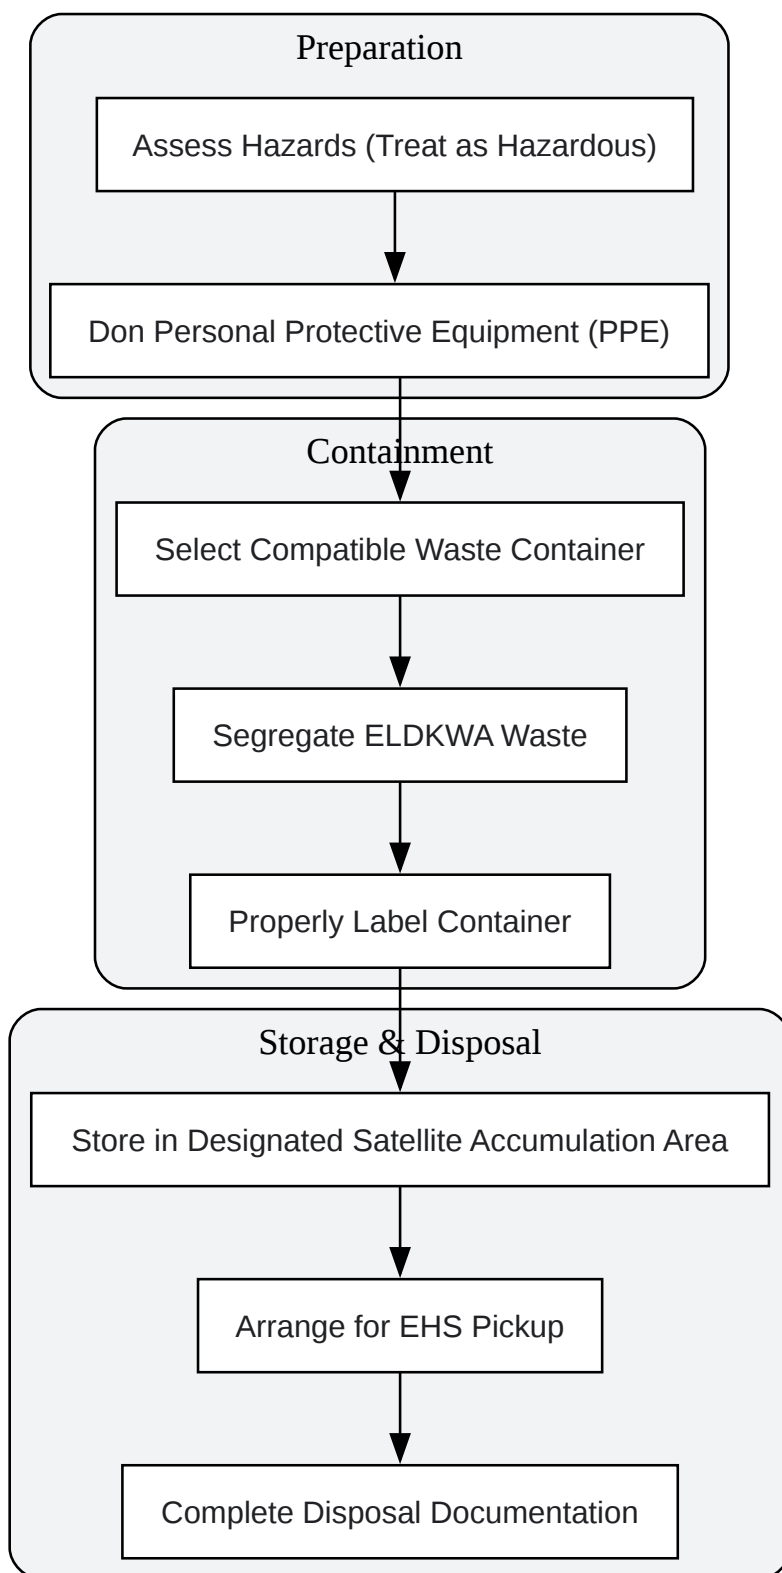 Preparation
Assess Hazards (Treat as Hazardous)
Don Personal Protective Equipment (PPE)
Containment
Select Compatible Waste Container
Segregate ELDKWA Waste
Properly Label Container
Storage & Disposal
Store in Designated Satellite Accumulation Area
Arrange for EHS Pickup
Complete Disposal Documentation